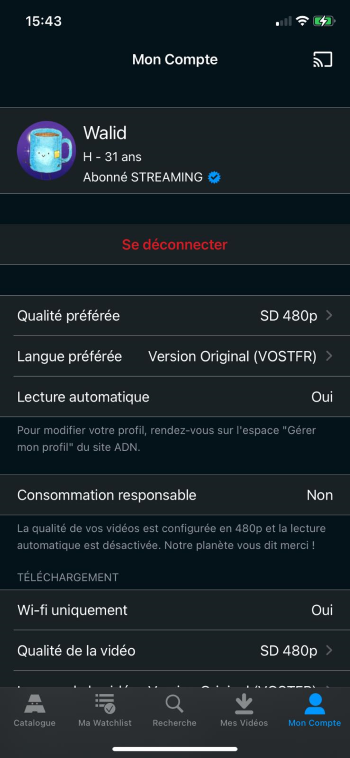 15:43
Mon Compte
Walid
H - 31 ans
Abonné STREAMING
Se déconnecter
Qualité préférée SD 480p
Langue préférée Version Original (VOSTFR)
Lecture automatique Oui
Pour modifier votre profil, rendez-vous sur l'espace "Gérer
mon profil" du site ADN.
Consommation responsable Non
La qualité de vos vidéos est configurée en 480p et la lecture
automatique est désactivée. Notre planète vous dit merci !
TÉLÉCHARGEMENT
Wi-fi uniquement Oui
Qualité de la vidéo SD 480p
Catalogue Ma Watchlist Recherche Mes Vidéos Mon Compte